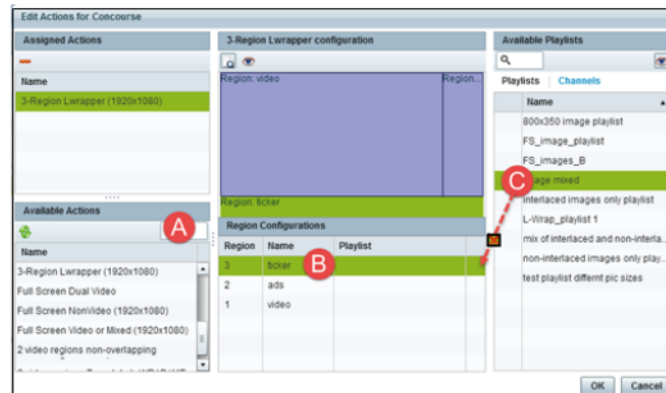 Edit Actions for Concourse
Assigned Actions
Name
3-Region Lwrapper (1920x1080)
Available Actions
A
Name
3-Region Lwrapper (1920x1080)
Full Screen Dual Video
Full Screen NonVideo (1920x1080)
Full Screen Video or Mixed (1920x1080)
2 video regions non-overlapping
3-Region Lwrapper configuration
Region: video
Region...
Region: ticker
Region Configurations
Region Name Playlist
3 ticker B
2 ads
1 video
Available Playlists
Playlists Channels
Name
800x350 image playlist
FS_image_playlist
FS_images_B
C mixed
interlaced images only playlist
L-Wrap_playlist 1
mix of interlaced and non-interla...
non-interlaced images only play...
test playlist differnt pic sizes
OK Cancel